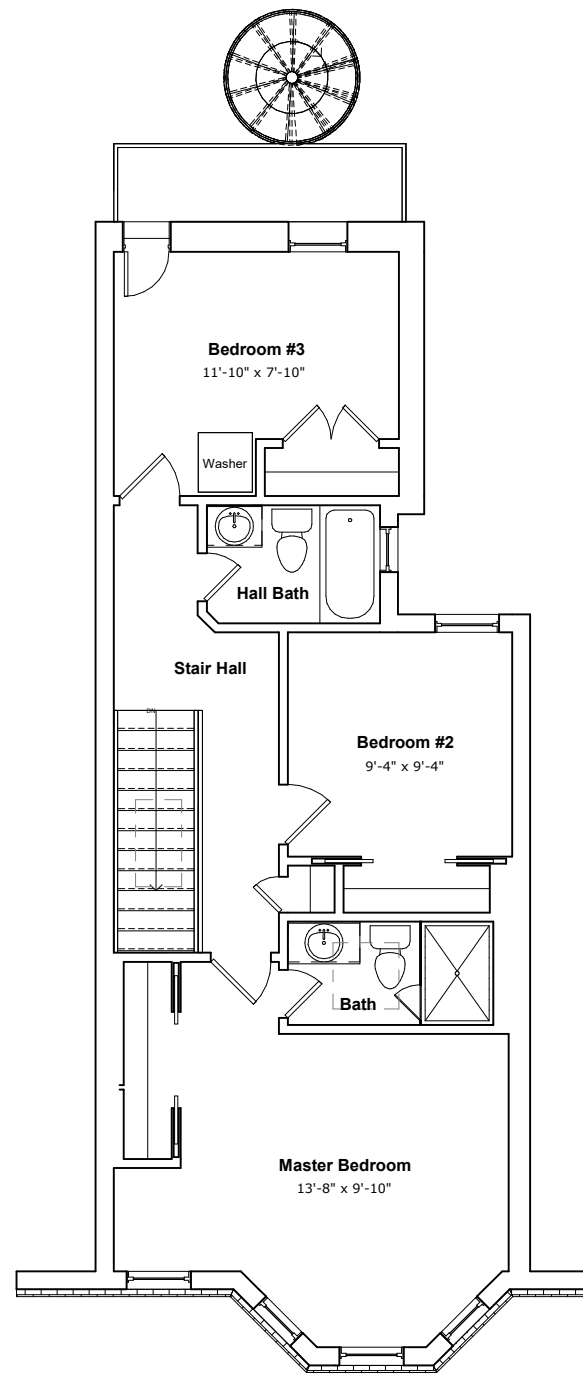 Bedroom #3
11'-10" x 7'-10"
Washer
Hall Bath
Stair Hall
DN
Bedroom #2
9'-4" x 9'-4"
Bath
Master Bedroom
13'-8" x 9'-10"